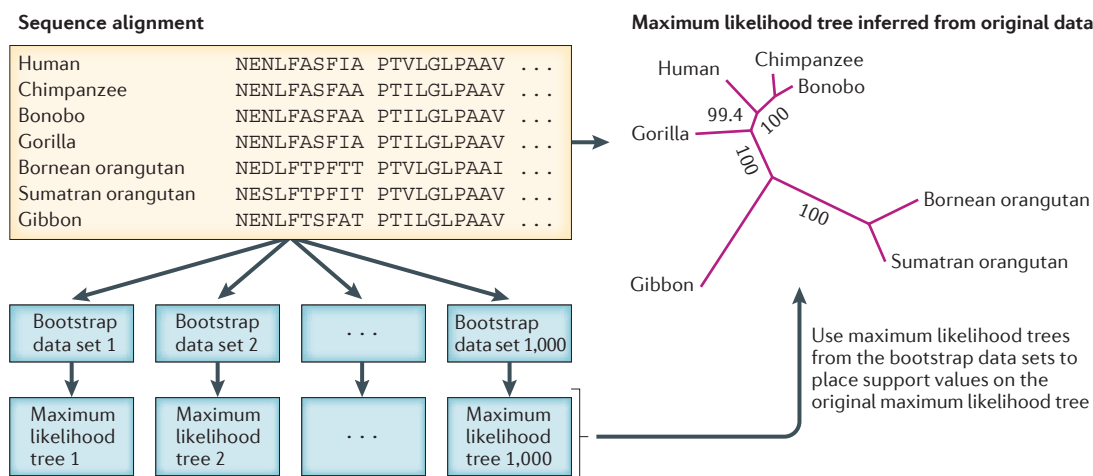 Sequence alignment
Human NENLFASFIA PTVLGLPAAV ...
Chimpanzee NENLFASFAA PTILGLPAAV ...
Bonobo NENLFASFAA PTILGLPAAV ...
Gorilla NENLFASFIA PTILGLPAAV ...
Bornean orangutan NEDLFTPFTT PTVLGLPAAI ...
Sumatran orangutan NESLFTPFIT PTVLGLPAAV ...
Gibbon NENLFTSFAT PTILGLPAAV ...
Bootstrap
data set 1
Bootstrap
data set 2
...
Bootstrap
data set 1,000
Maximum
likelihood
tree 1
Maximum
likelihood
tree 2
...
Maximum
likelihood
tree 1,000
Maximum likelihood tree inferred from original data
Chimpanzee
Human
Bonobo
99.4
100
Gorilla
100
100
Bornean orangutan
Sumatran orangutan
Gibbon
Use maximum likelihood trees
from the bootstrap data sets to
place support values on the
original maximum likelihood tree